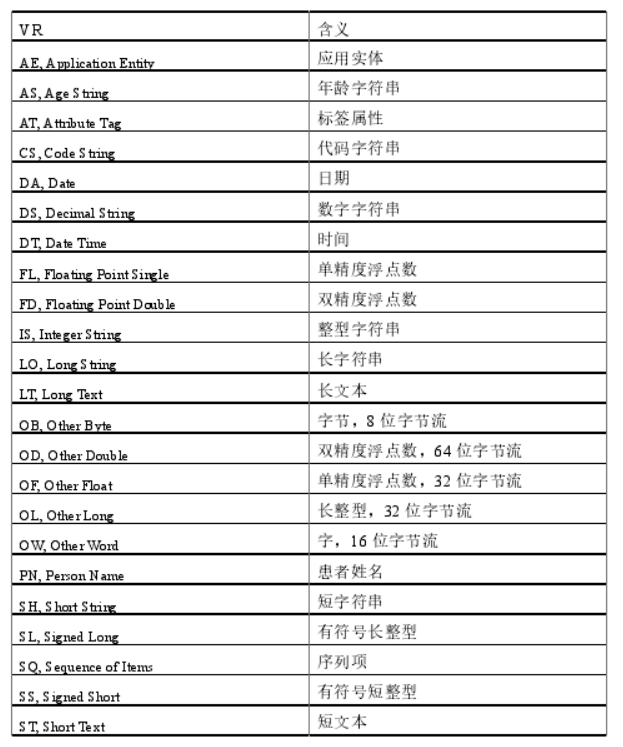 VR 含义
AE, Application Entity 应用实体
AS, Age String 年龄字符串
AT, Attribute Tag 标签属性
CS, Code String 代码字符串
DA, Date 日期
DS, Decimal String 数字字符串
DT, Date Time 时间
FL, Floating Point Single 单精度浮点数
FD, Floating Point Double 双精度浮点数
IS, Integer String 整型字符串
LO, Long String 长字符串
LT, Long Text 长文本
OB, Other Byte 字节，8 位字节流
OD, Other Double 双精度浮点数，64 位字节流
OF, Other Float 单精度浮点数，32 位字节流
OL, Other Long 长整型，32 位字节流
OW, Other Word 字，16 位字节流
PN, Person Name 患者姓名
SH, Short String 短字符串
SL, Signed Long 有符号长整型
SQ, Sequence of Items 序列项
SS, Signed Short 有符号短整型
ST, Short Text 短文本